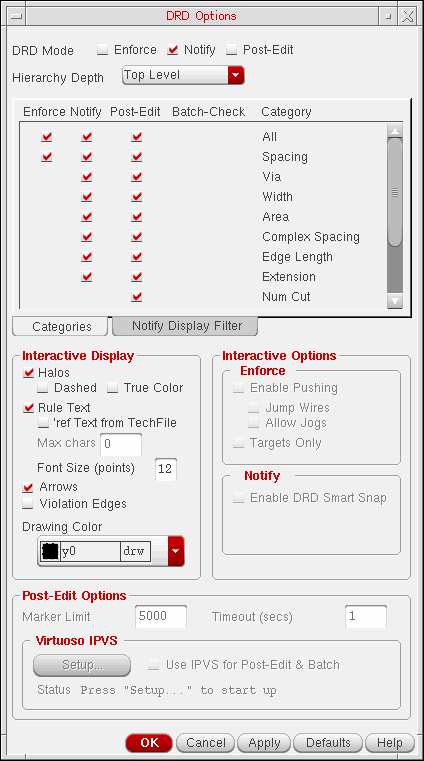 DRD Options
DRD Mode Enforce Notify Post-Edit
Hierarchy Depth Top Level
Enforce Notify Post-Edit Batch-Check Category
All
Spacing
Via
Width
Area
Complex Spacing
Edge Length
Extension
Num Cut
Categories Notify Display Filter
Interactive Display
Halos
Dashed True Color
Rule Text
'ref Text from TechFile
Max chars 0
Font Size (points) 12
Arrows
Violation Edges
Drawing Color
y0 drw
Interactive Options
Enforce
Enable Pushing
Jump Wires
Allow Jogs
Targets Only
Notify
Enable DRD Smart Snap
Post-Edit Options
Marker Limit 5000 Timeout (secs) 1
Virtuoso IPVS
Setup... Use IPVS for Post-Edit & Batch
Status Press "Setup..." to start up
OK Cancel Apply Defaults Help